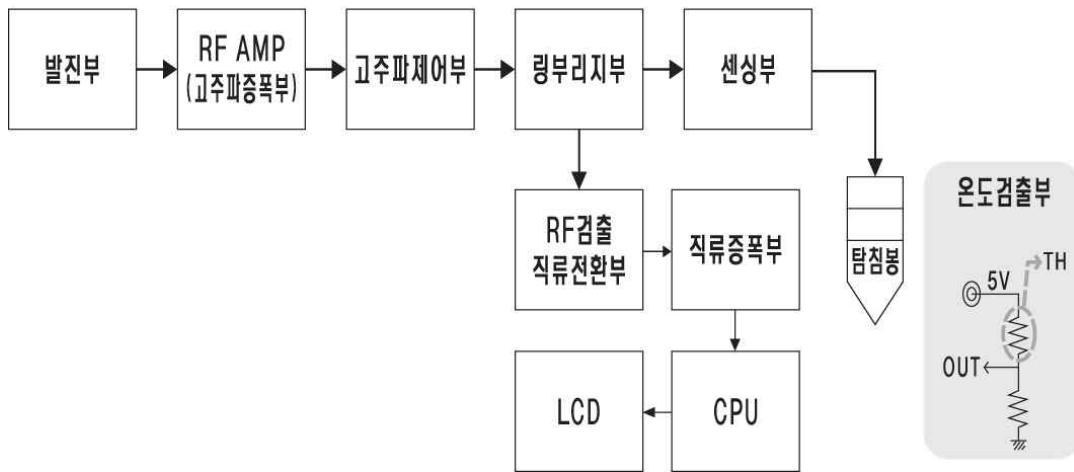 발진부
RF AMP
(고주파증폭부)
고주파제어부
링부리지부
센싱부
RF검출
직류전환부
직류증폭부
탐침봉
온도검출부
TH
5V
OUT
LCD
CPU